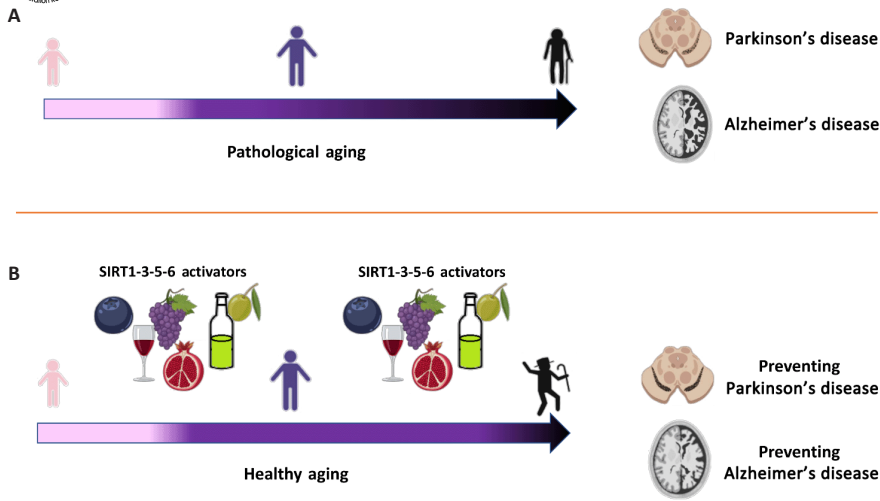 A
Parkinson's disease
Alzheimer's disease
Pathological aging
B
SIRT1-3-5-6 activators
SIRT1-3-5-6 activators
Preventing
Parkinson's disease
Healthy aging
Preventing
Alzheimer's disease